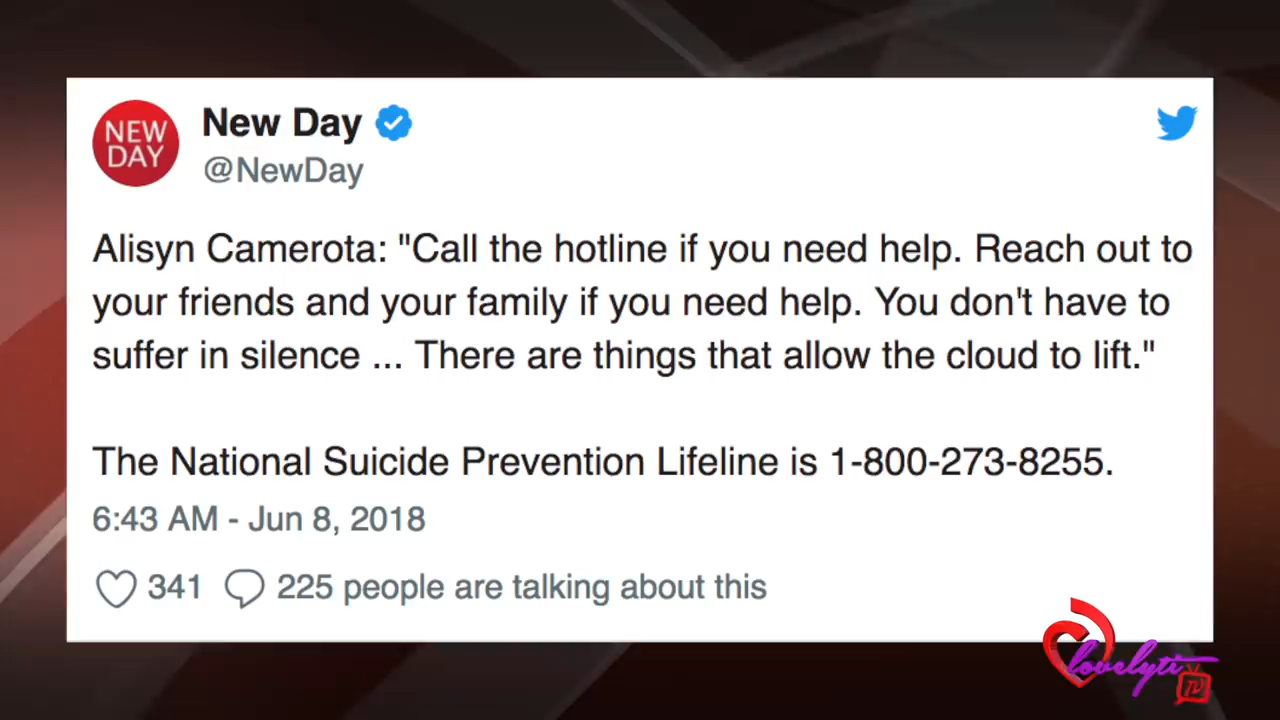 NEW
DAY
New Day
@NewDay
Alisyn Camerota: "Call the hotline if you need help. Reach out to
your friends and your family if you need help. You don't have to
suffer in silence ... There are things that allow the cloud to lift."
The National Suicide Prevention Lifeline is 1-800-273-8255.
6:43 AM - Jun 8, 2018
341 225 people are talking about this
lovelyti
TV